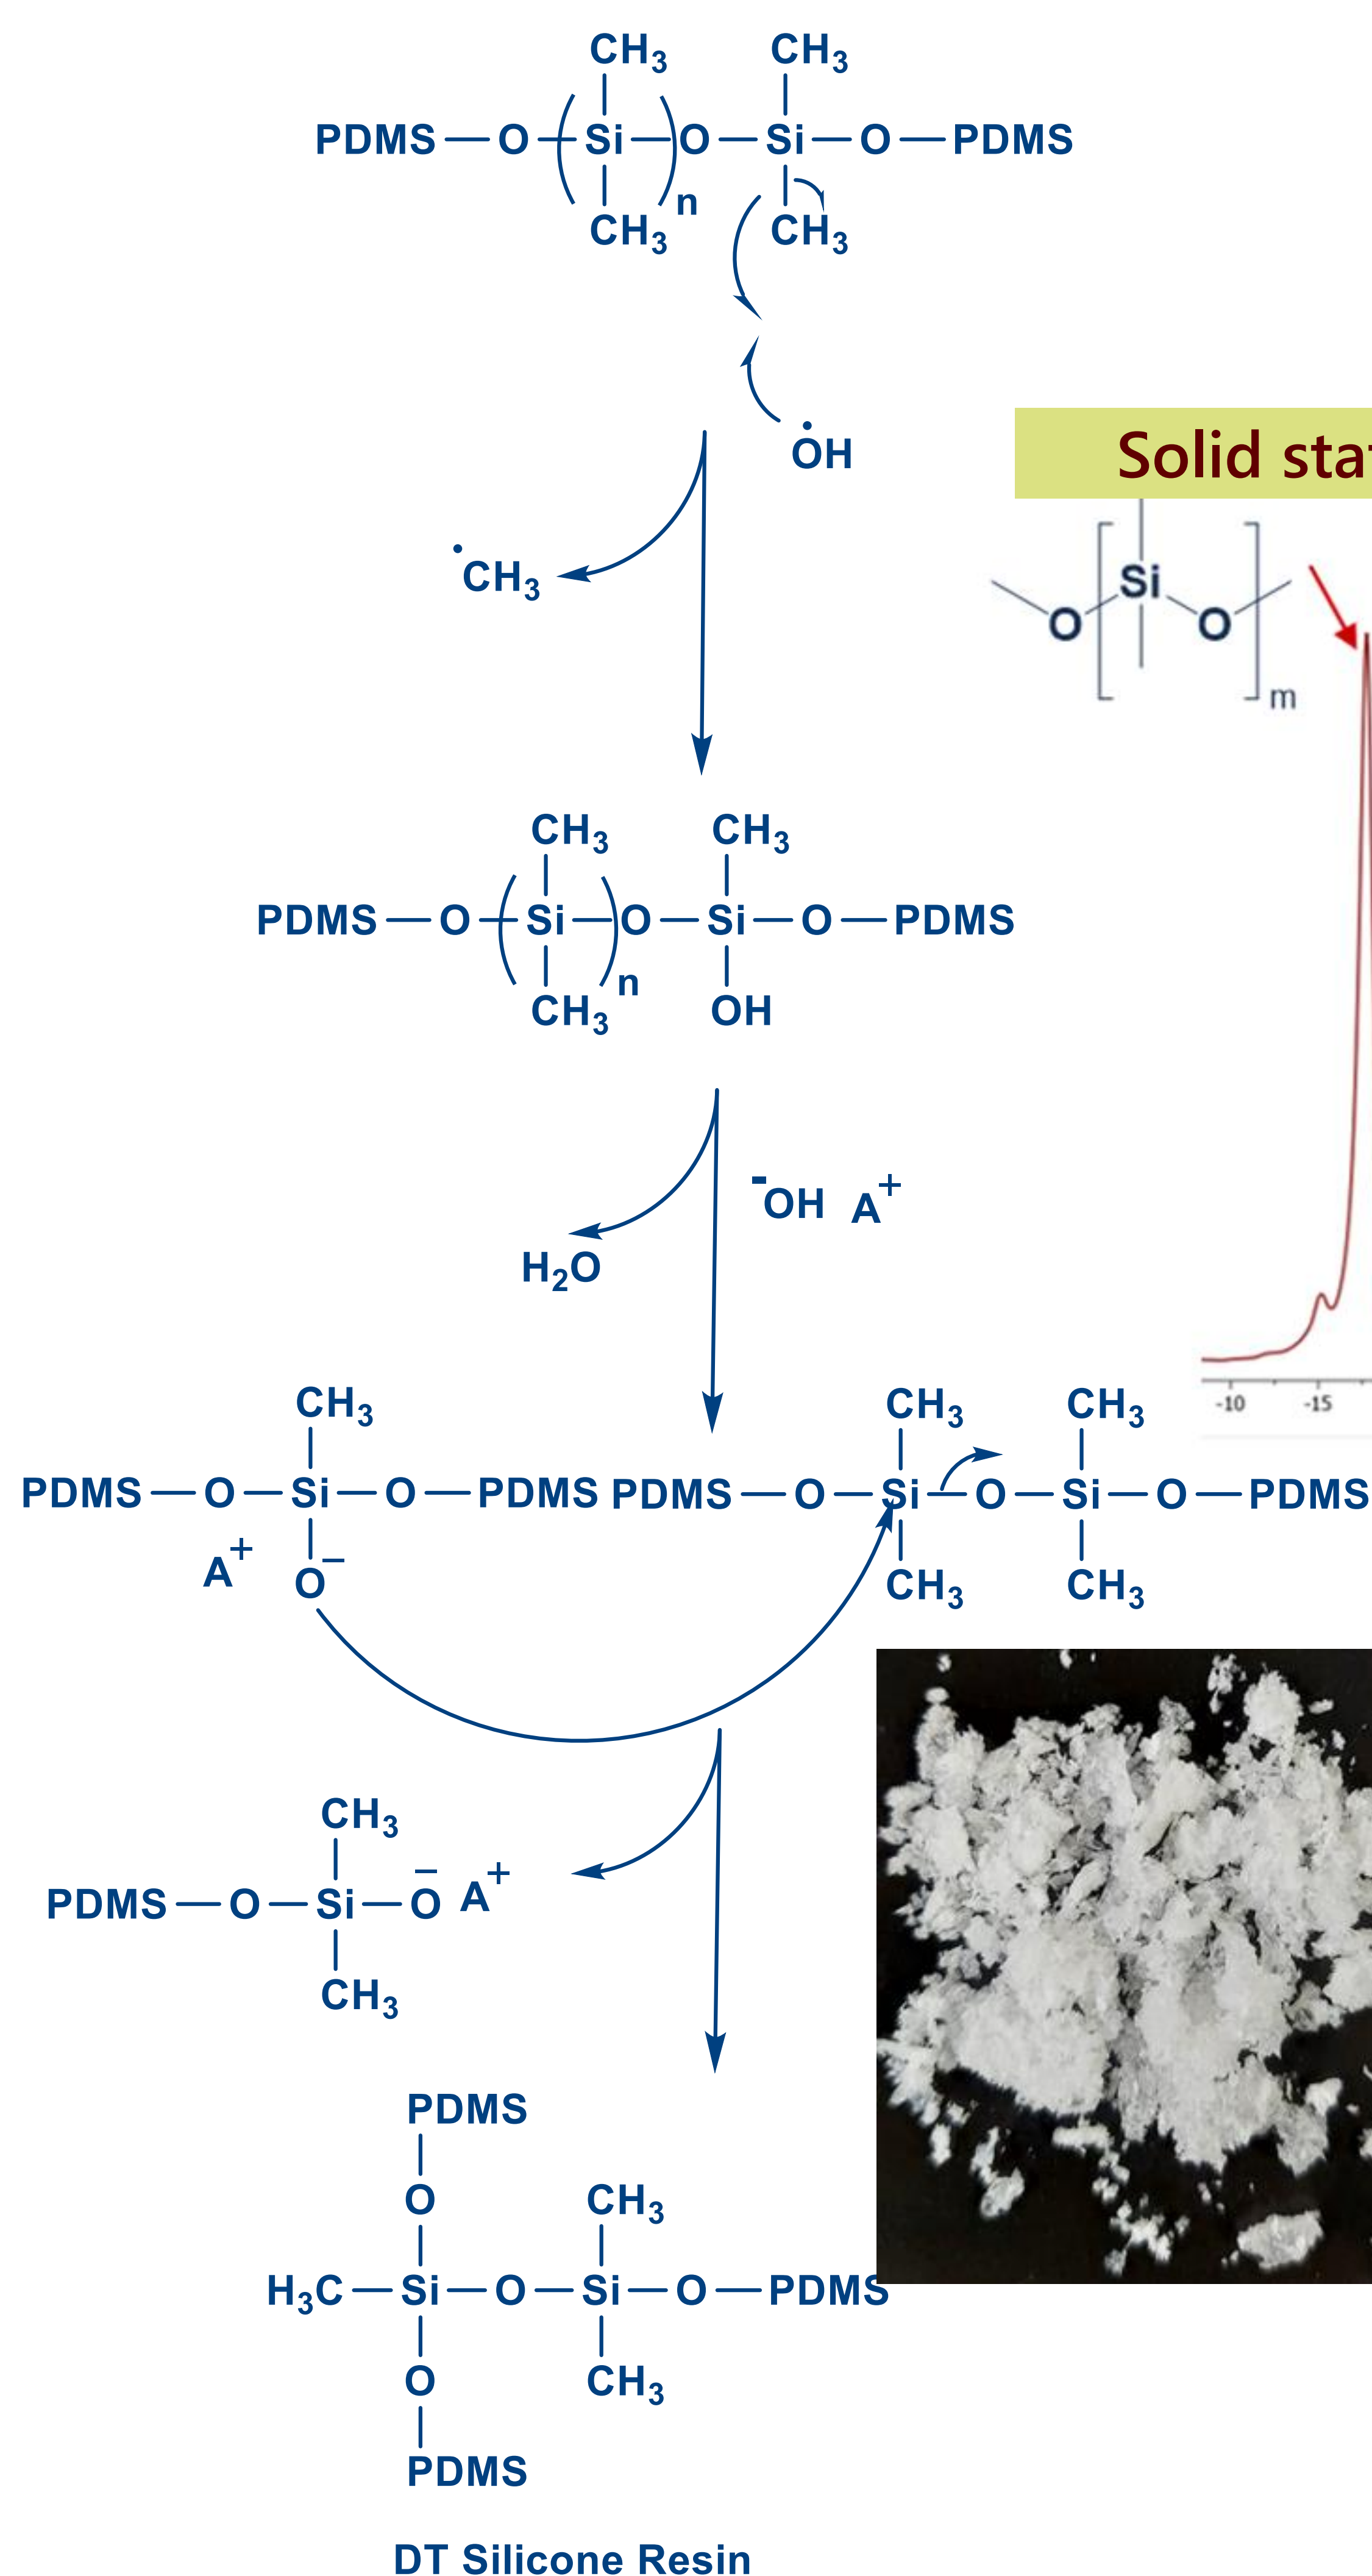 CH3 CH3
PDMS—O—(Si—)n O—Si—O—PDMS
CH3 CH3
•OH
Solid
•CH3
Si
O O
m
CH3 CH3
PDMS—O—(Si—)n O—Si—O—PDMS
CH3 OH
-OH A+
H2O
-10 -15
CH3 CH3 CH3
PDMS—O—Si—O—PDMS PDMS—O—Si—O—Si—O—PDMS
A+ O− CH3 CH3
CH3
PDMS—O—Si—O− A+
CH3
PDMS
O CH3
H3C—Si—O—Si—O—PDMS
O CH3
PDMS
DT Silicone Resin